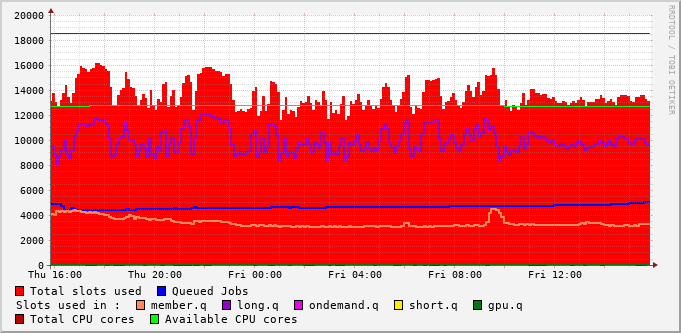 RRDTOOL / TOBI OETIKER
20000
18000
16000
14000
12000
10000
8000
6000
4000
2000
0
Thu 16:00 Thu 20:00 Fri 00:00 Fri 04:00 Fri 08:00 Fri 12:00
Total slots used Queued Jobs
Slots used in : member.q long.q ondemand.q short.q gpu.q
Total CPU cores Available CPU cores